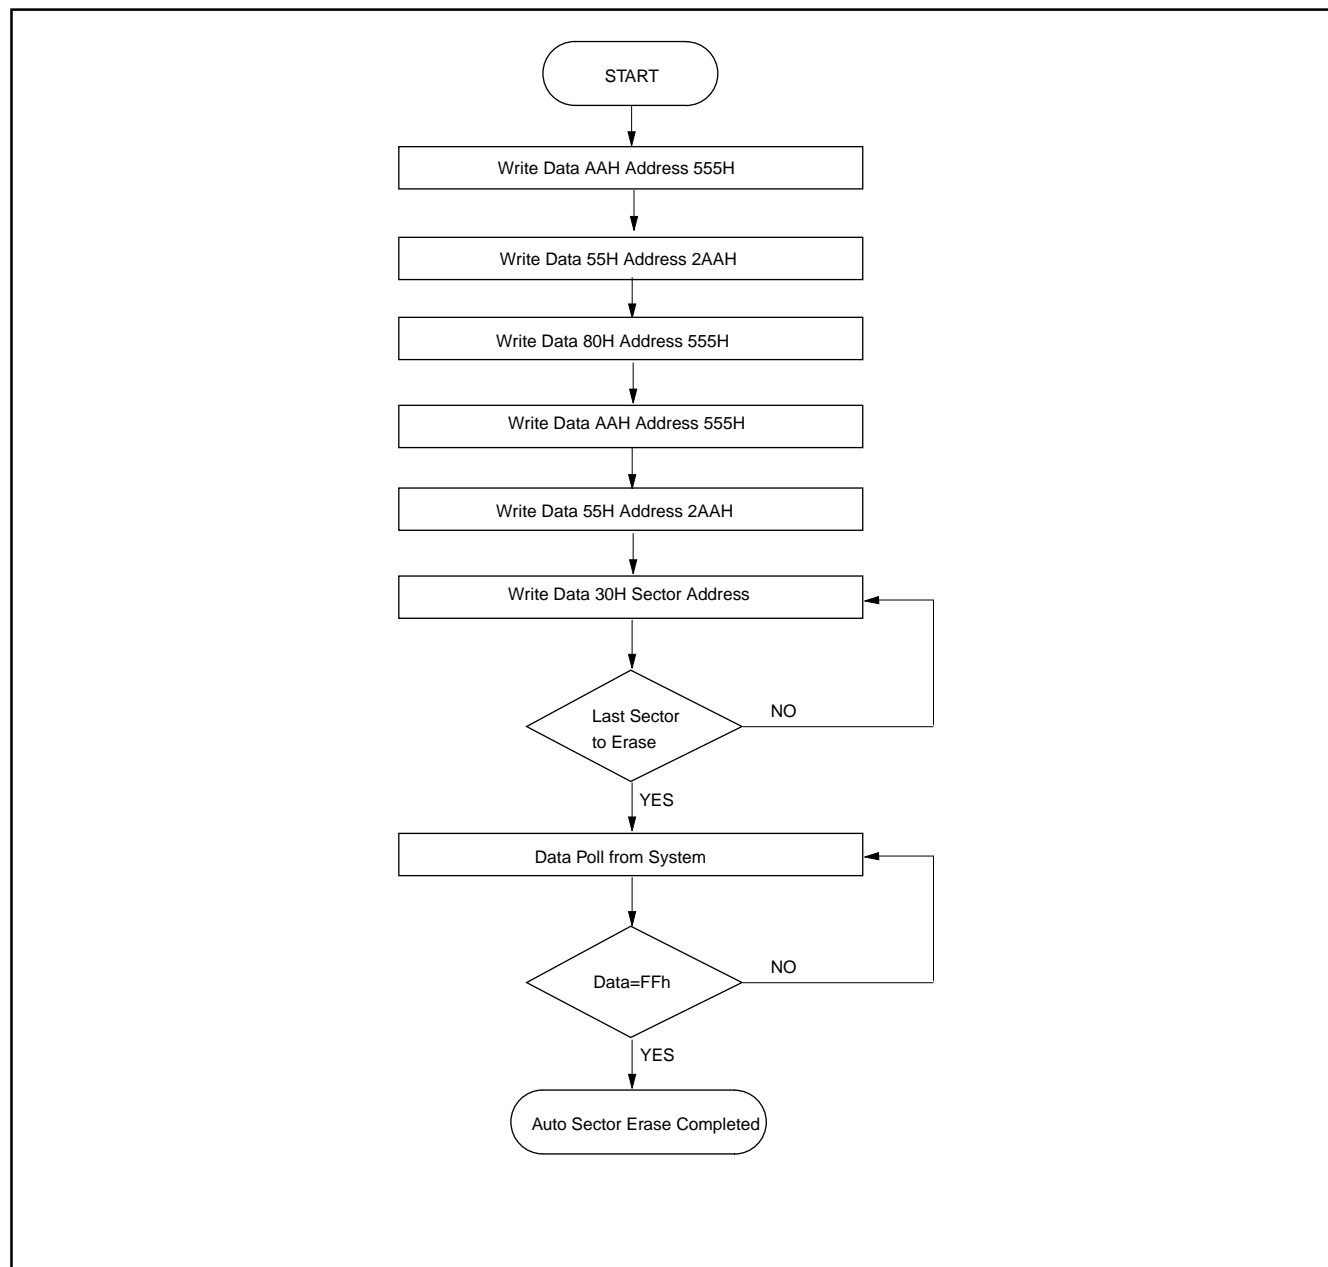 START
Write Data AAH Address 555H
Write Data 55H Address 2AAH
Write Data 80H Address 555H
Write Data AAH Address 555H
Write Data 55H Address 2AAH
Write Data 30H Sector Address
Last Sector
to Erase
NO
YES
Data Poll from System
Data=FFh
NO
YES
Auto Sector Erase Completed